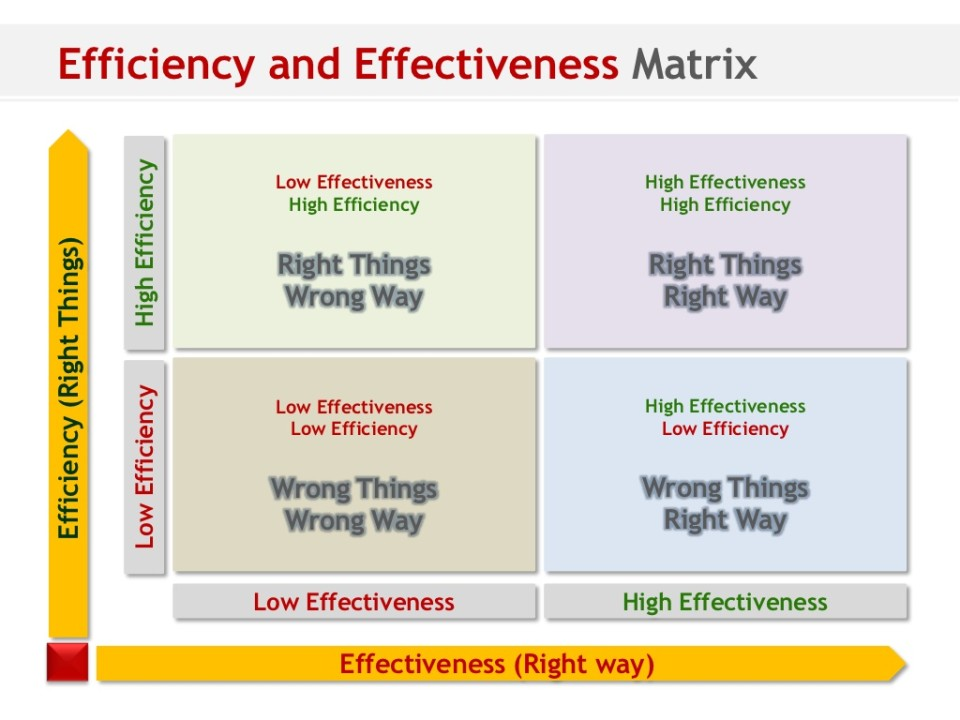 Efficiency and Effectiveness Matrix
Efficiency (Right Things)
High Efficiency
Low Effectiveness
High Efficiency
Right Things
Wrong Way
High Effectiveness
High Efficiency
Right Things
Right Way
Low Efficiency
Low Effectiveness
Low Efficiency
Wrong Things
Wrong Way
High Effectiveness
Low Efficiency
Wrong Things
Right Way
Low Effectiveness
High Effectiveness
Effectiveness (Right way)